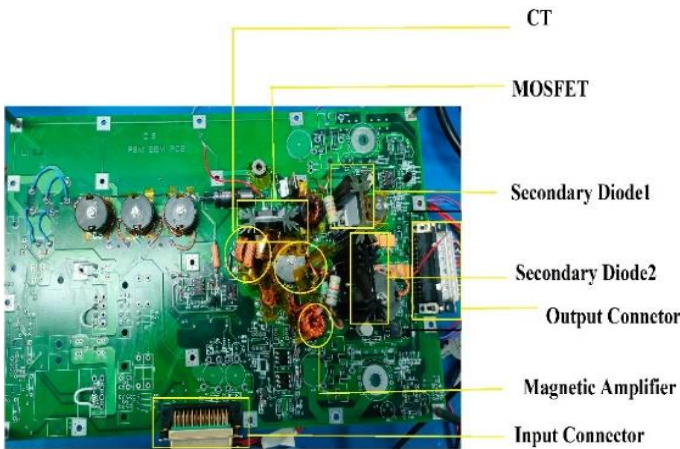 CT
MOSFET
Secondary Diode1
Secondary Diode2
Output Connetor
Magnetic Amplifier
Input Connector